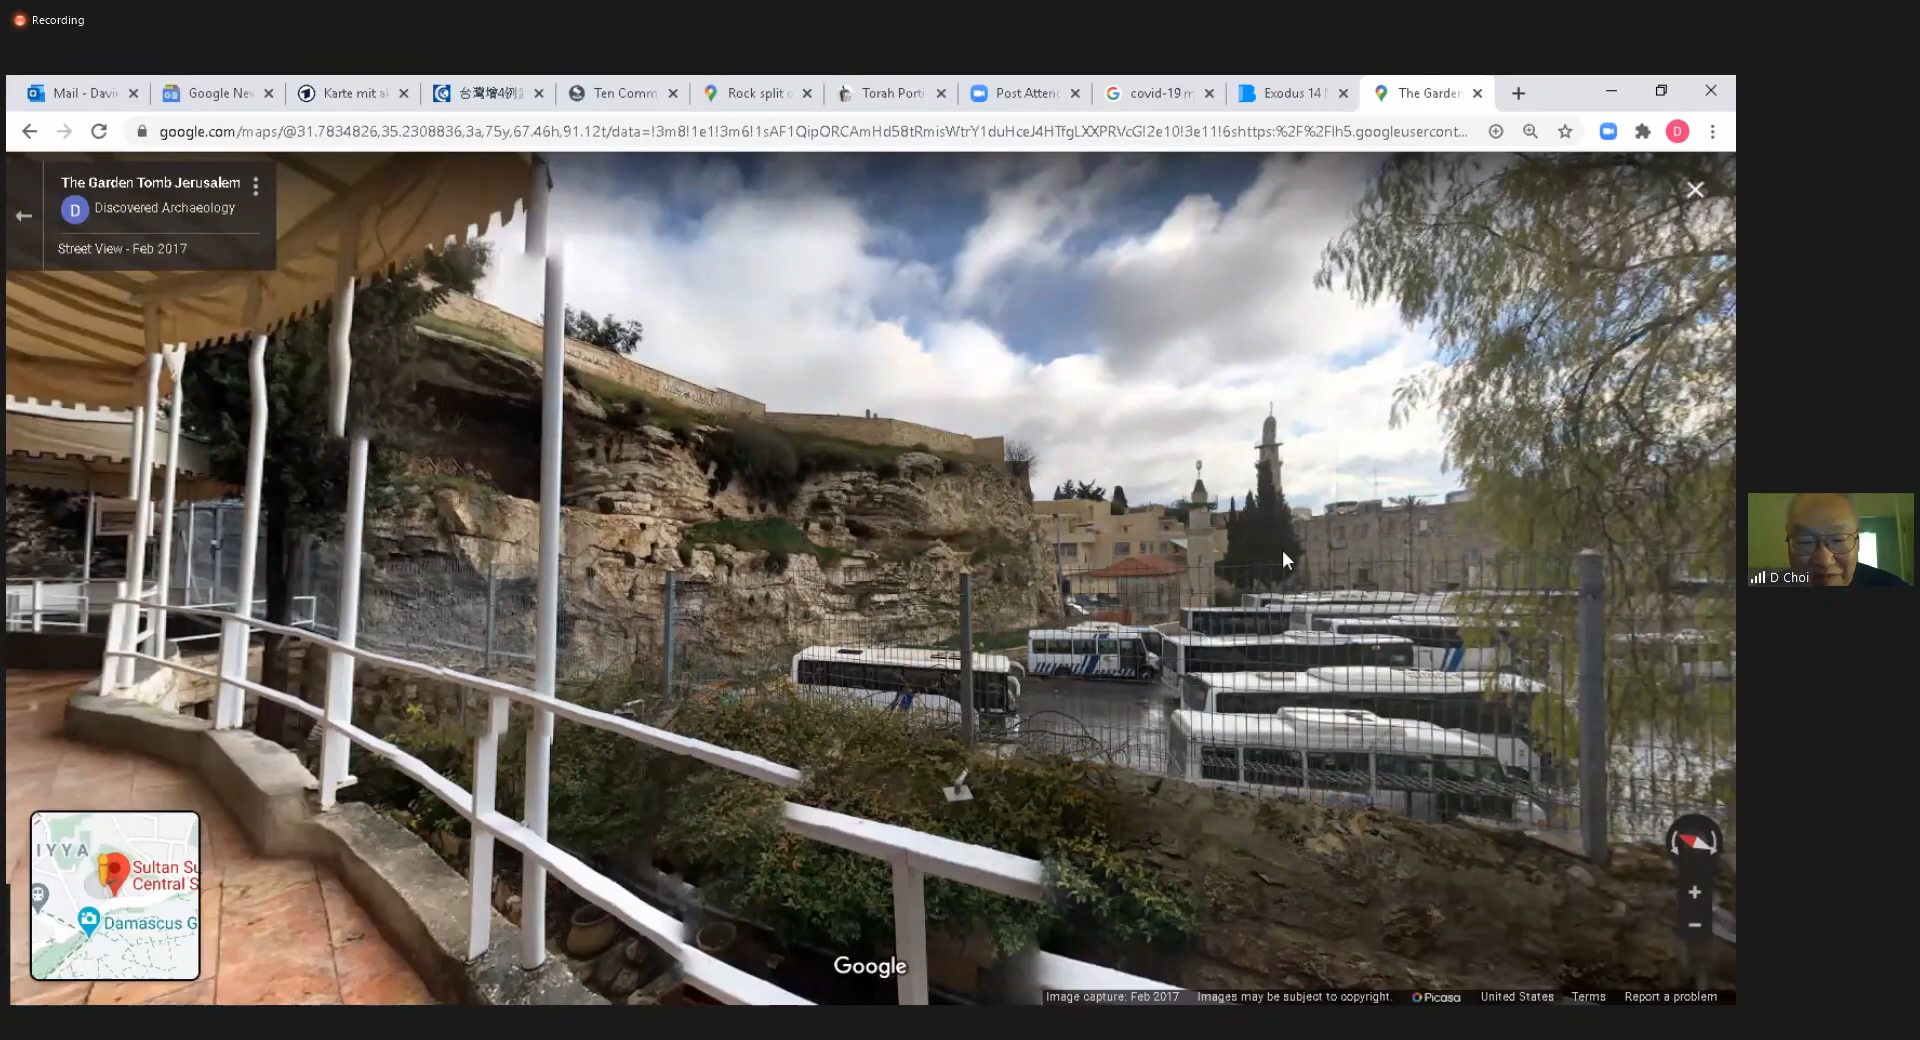 Recording
Mail - Davi
Google Nev
Karte mit a
台灣增4例
Ten Comm
Rock split o
Torah Porti
Post Attend
covid-19 m
Exodus 14
The Garden
google.com/maps/@31.7834826,35.2308836,3a,75y,67.46h,91.12t/data=!3m8!1e1!3m6!1sAF1QipORCAmHd58tRmisWtrY1duHceJ4HTfgLXXPRVcG!2e10!3e11!6shttps:%2F%2Flh5.googleusercont...
D
The Garden Tomb Jerusalem
D
Discovered Archaeology
Street View - Feb 2017
D Choi
IYYA
Sultan Su
Central S
Damascus G
Google
Image capture: Feb 2017 Images may be subject to copyright. Picasa United States Terms Report a problem